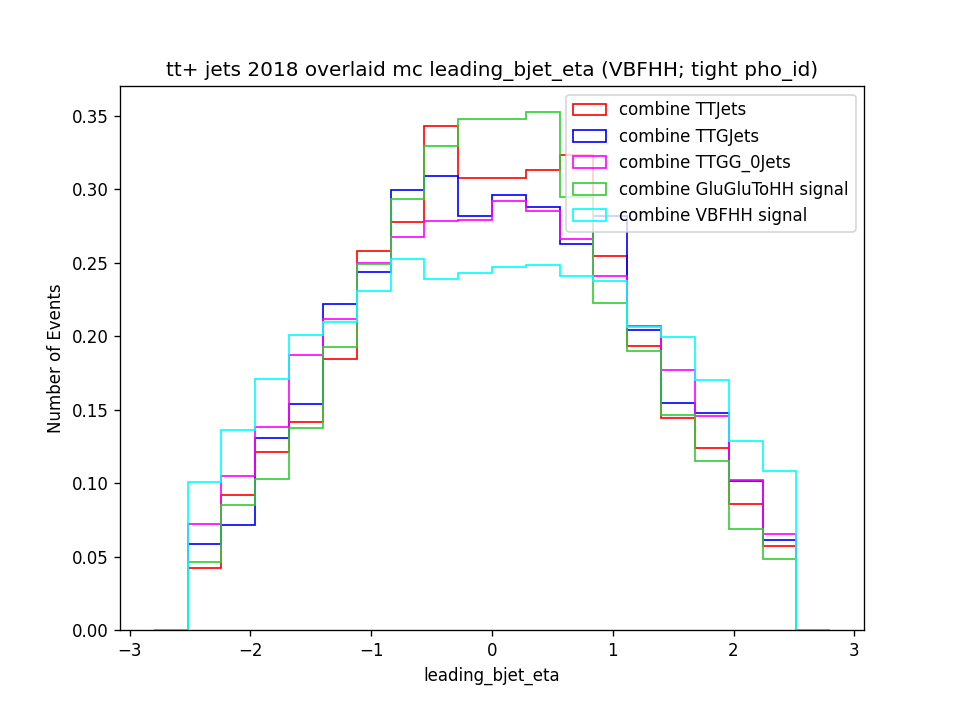 tt+ jets 2018 overlaid mc leading_bjet_eta (VBFHH; tight pho_id)
combine TTJets
combine TTGJets
combine TTGG_0Jets
combine GluGluToHH signal
combine VBFHH signal
Number of Events
0.35
0.30
0.25
0.20
0.15
0.10
0.05
0.00
−3 −2 −1 0 1 2 3
leading_bjet_eta